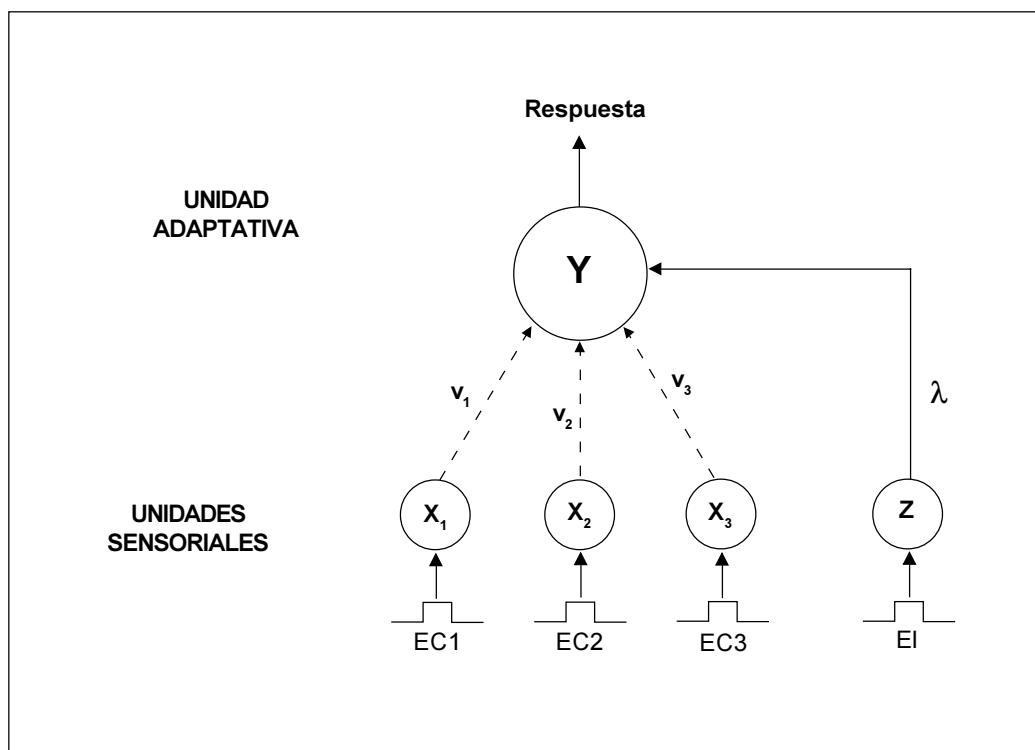 Respuesta
UNIDAD
ADAPTATIVA
Y
v1
v2
v3
λ
UNIDADES
SENSORIALES
X1 X2 X3 Z
EC1 EC2 EC3 EI